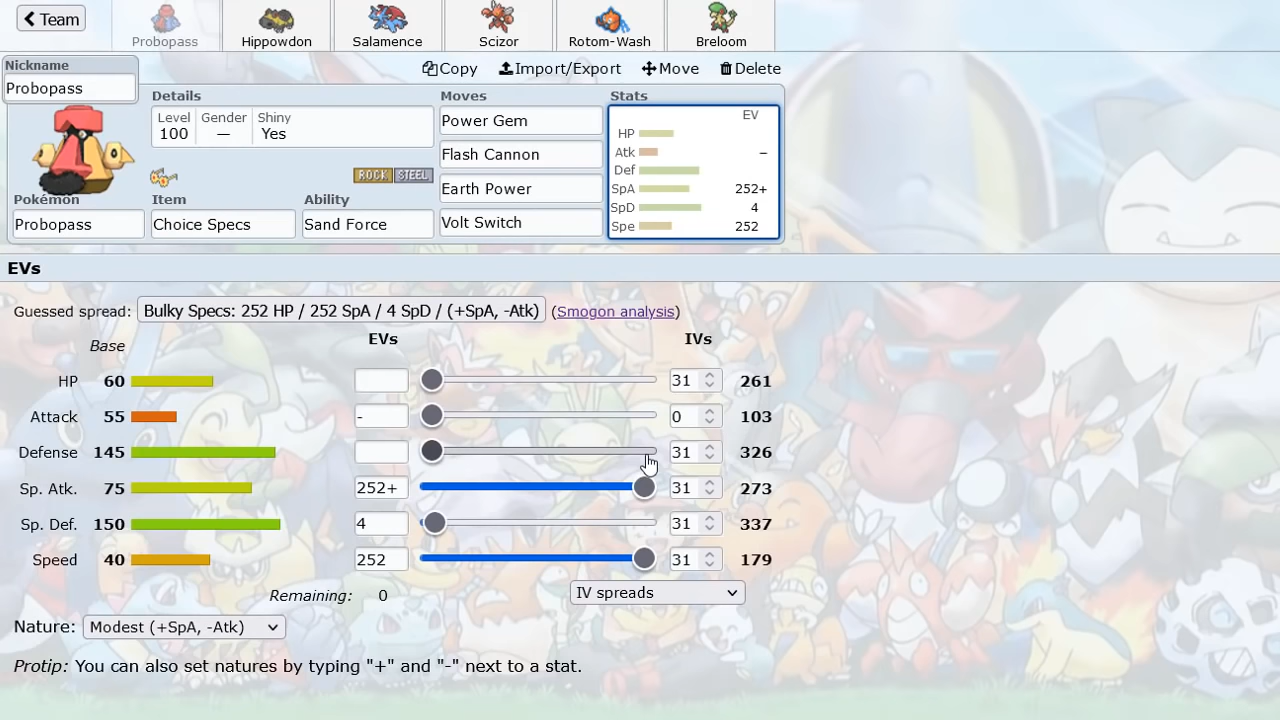 Team
Probopass
Hippowdon
Salamence
Scizor
Rotom-Wash
Breloom
Nickname
Probopass
Copy
Import/Export
Move
Delete
Details
Level
100
Gender
—
Shiny
Yes
ROCK STEEL
Pokémon
Probopass
Item
Choice Specs
Ability
Sand Force
Moves
Power Gem
Flash Cannon
Earth Power
Volt Switch
Stats
EV
HP
Atk –
Def
SpA 252+
SpD 4
Spe 252
EVs
Guessed spread: Bulky Specs: 252 HP / 252 SpA / 4 SpD / (+SpA, -Atk) (Smogon analysis)
Base EVs IVs
HP 60 31 261
Attack 55 - 0 103
Defense 145 31 326
Sp. Atk. 75 252+ 31 273
Sp. Def. 150 4 31 337
Speed 40 252 31 179
Remaining: 0 IV spreads
Nature: Modest (+SpA, -Atk)
Protip: You can also set natures by typing "+" and "-" next to a stat.